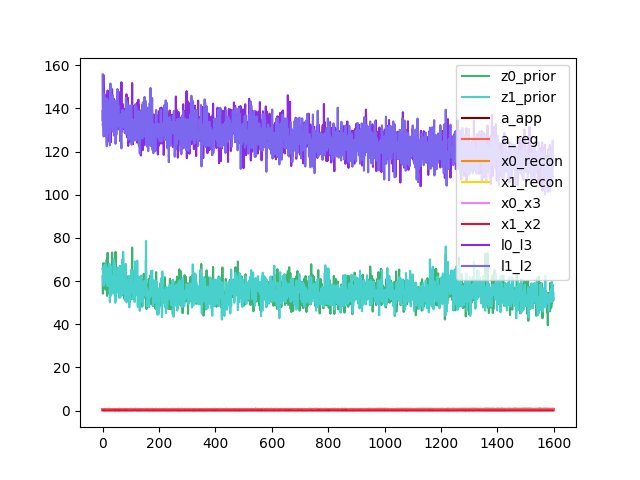 160
140
120
100
80
60
40
20
0
0 200 400 600 800 1000 1200 1400 1600
z0_prior
z1_prior
a_app
a_reg
x0_recon
x1_recon
x0_x3
x1_x2
l0_l3
l1_l2